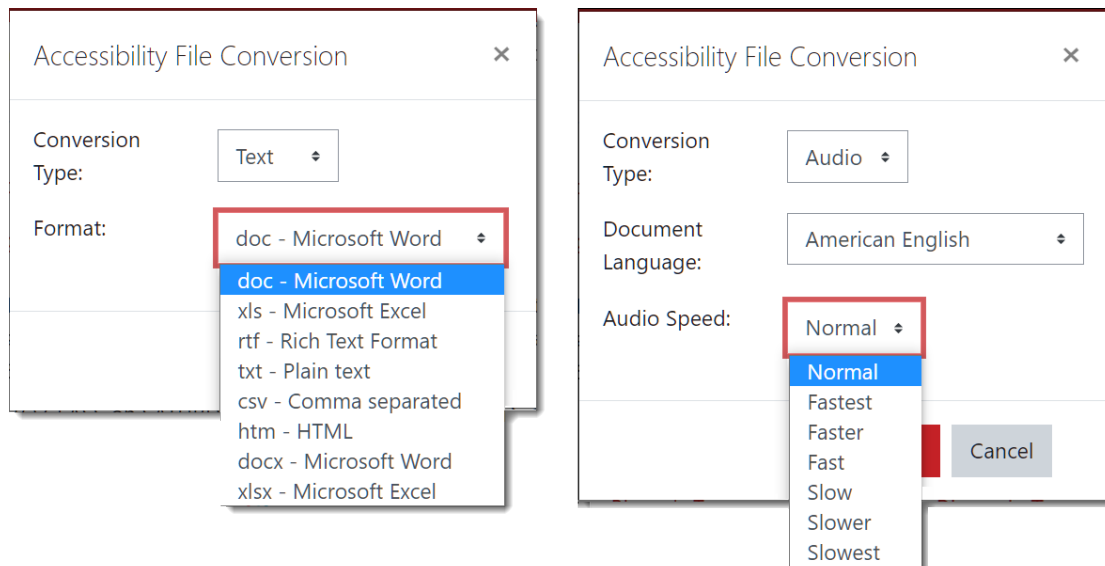 Accessibility File Conversion ×
Conversion
Type:
Text
Format:
doc - Microsoft Word
doc - Microsoft Word
xls - Microsoft Excel
rtf - Rich Text Format
txt - Plain text
csv - Comma separated
htm - HTML
docx - Microsoft Word
xlsx - Microsoft Excel
Accessibility File Conversion ×
Conversion
Type:
Audio
Document
Language:
American English
Audio Speed:
Normal
Normal
Fastest
Faster
Fast
Slow
Slower
Slowest
Cancel